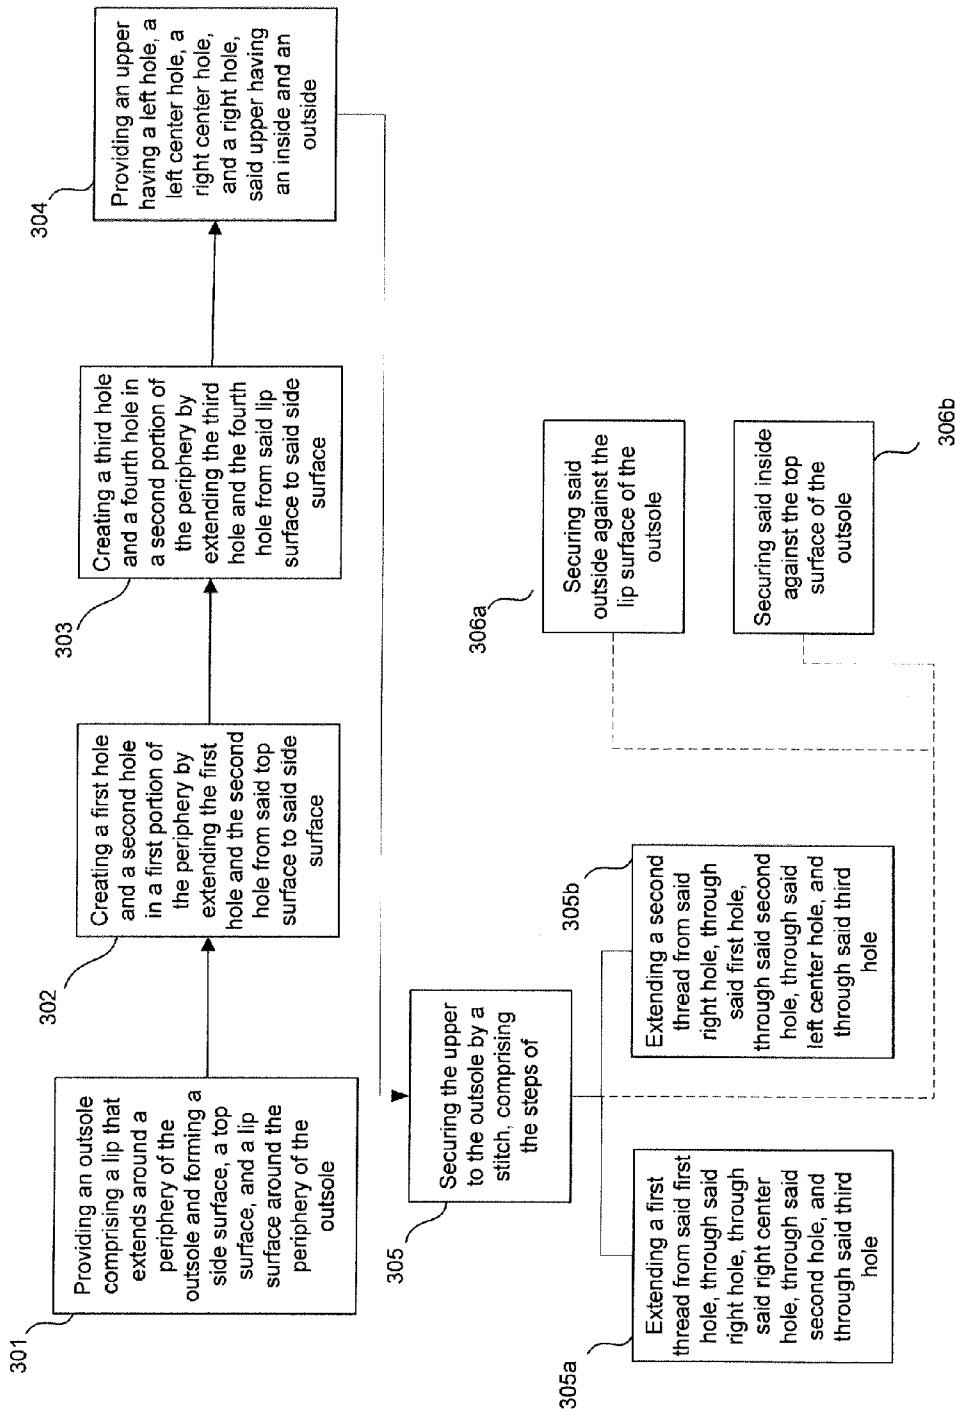 301
Providing an outsole
comprising a lip that
extends around a
periphery of the
outsole and forming a
side surface, a top
surface, and a lip
surface around the
periphery of the
outsole
302
Creating a first hole
and a second hole
in a first portion of
the periphery by
extending the first
hole and the second
hole from said top
surface to said side
surface
303
Creating a third hole
and a fourth hole in
a second portion of
the periphery by
extending the third
hole and the fourth
hole from said lip
surface to said side
surface
304
Providing an upper
having a left hole, a
left center hole, a
right center hole,
and a right hole,
said upper having
an inside and an
outside
305
Securing the upper
to the outsole by a
stitch, comprising
the steps of
305a
Extending a first
thread from said first
hole, through said
right hole, through
said right center
hole, through said
second hole, and
through said third
hole
305b
Extending a second
thread from said
right hole, through
said first hole,
through said second
hole, through said
left center hole, and
through said third
hole
306a
Securing said
outside against the
lip surface of the
outsole
306b
Securing said inside
against the top
surface of the
outsole